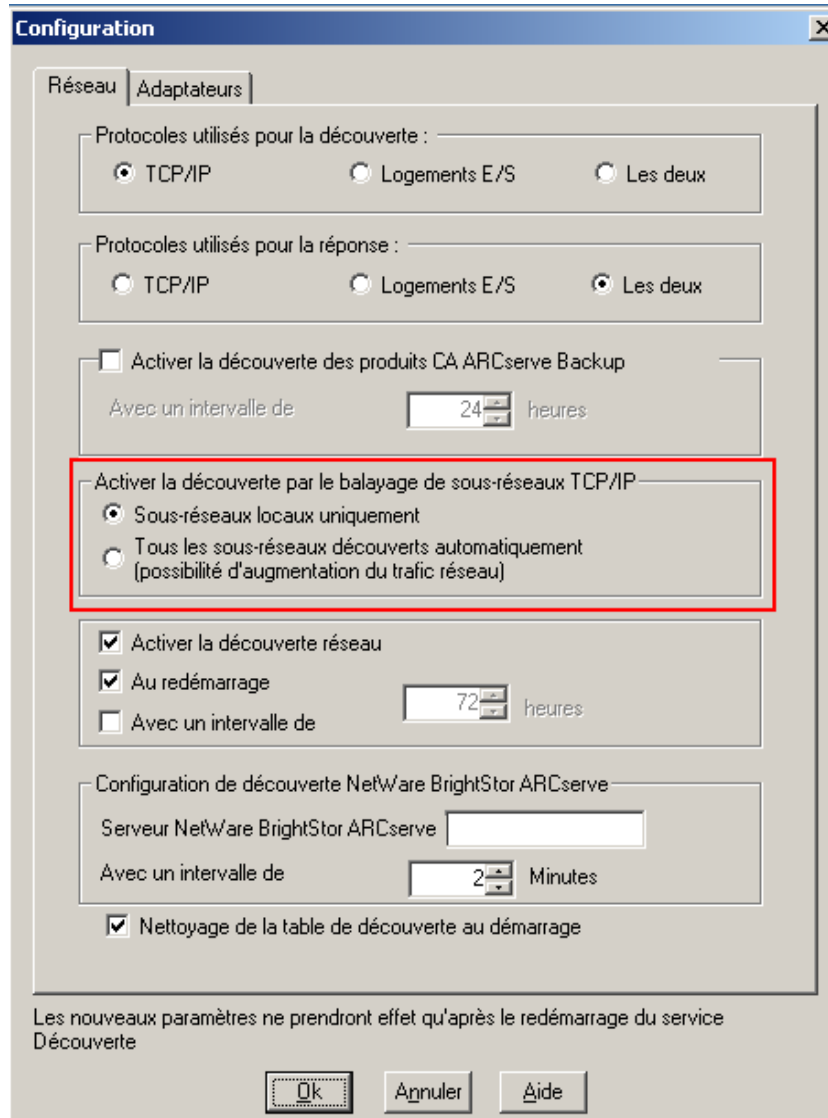 Configuration
Réseau
Adaptateurs
Protocoles utilisés pour la découverte :
TCP/IP
Logements E/S
Les deux
Protocoles utilisés pour la réponse :
TCP/IP
Logements E/S
Les deux
Activer la découverte des produits CA ARCserve Backup
Avec un intervalle de
24
heures
Activer la découverte par le balayage de sous-réseaux TCP/IP
Sous-réseaux locaux uniquement
Tous les sous-réseaux découverts automatiquement
(possibilité d'augmentation du trafic réseau)
Activer la découverte réseau
Au redémarrage
Avec un intervalle de
72
heures
Configuration de découverte NetWare BrightStor ARCserve
Serveur NetWare BrightStor ARCserve
Avec un intervalle de
2
Minutes
Nettoyage de la table de découverte au démarrage
Les nouveaux paramètres ne prendront effet qu'après le redémarrage du service
Découverte
Ok
Annuler
Aide